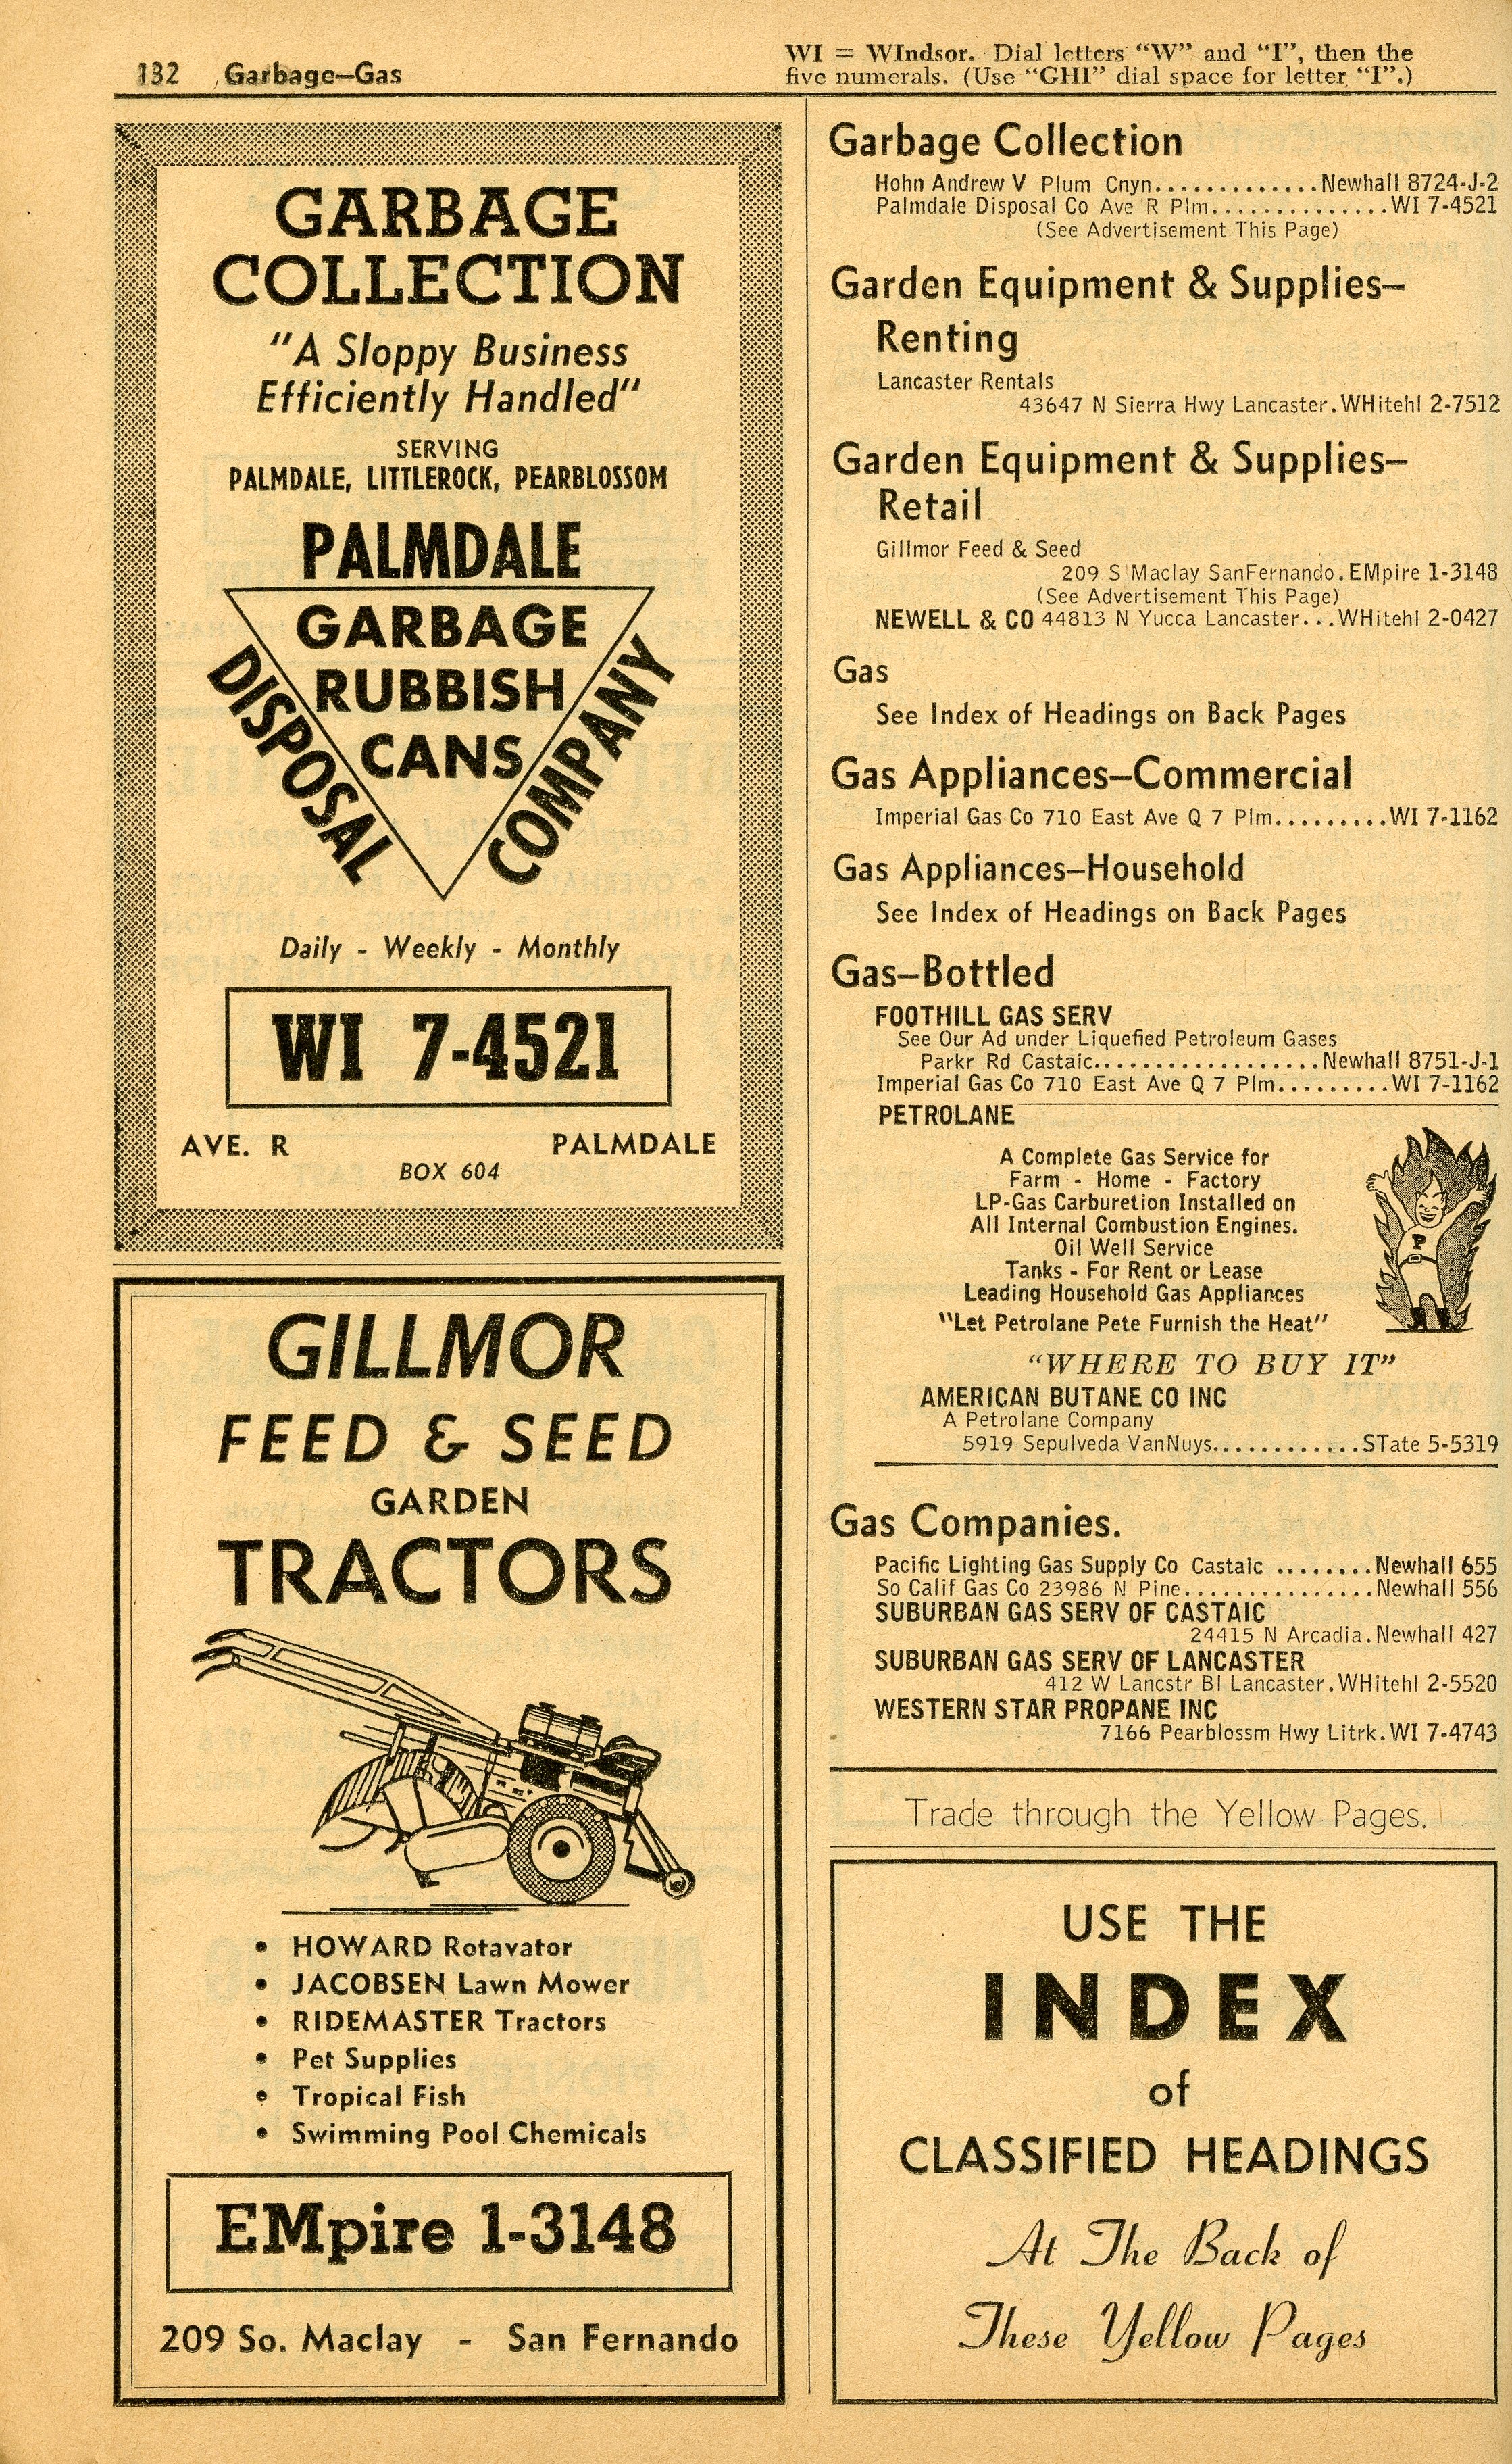 132 Garbage—Gas
WI = WIndsor. Dial letters “W” and “I”, then the
five numerals. (Use “GHI” dial space for letter “I”.)
GARBAGE
COLLECTION
"A Sloppy Business
Efficiently Handled"
SERVING
PALMDALE, LITTLEROCK, PEARBLOSSOM
PALMDALE
DISPOSAL
COMPANY
GARBAGE
RUBBISH
CANS
Daily - Weekly - Monthly
WI 7-4521
AVE. R PALMDALE
BOX 604
GILLMOR
FEED & SEED
GARDEN
TRACTORS
• HOWARD Rotavator
• JACOBSEN Lawn Mower
• RIDEMASTER Tractors
• Pet Supplies
• Tropical Fish
• Swimming Pool Chemicals
EMpire 1-3148
209 So. Maclay - San Fernando
Garbage Collection
Hohn Andrew V Plum Cnyn.............Newhall 8724-J-2
Palmdale Disposal Co Ave R Plm...............WI 7-4521
(See Advertisement This Page)
Garden Equipment & Supplies—
Renting
Lancaster Rentals
43647 N Sierra Hwy Lancaster.WHitehl 2-7512
Garden Equipment & Supplies—
Retail
Gillmor Feed & Seed
209 S Maclay SanFernando.EMpire 1-3148
(See Advertisement This Page)
NEWELL & CO 44813 N Yucca Lancaster...WHitehl 2-0427
Gas
See Index of Headings on Back Pages
Gas Appliances—Commercial
Imperial Gas Co 710 East Ave Q 7 Plm.........WI 7-1162
Gas Appliances—Household
See Index of Headings on Back Pages
Gas—Bottled
FOOTHILL GAS SERV
See Our Ad under Liquefied Petroleum Gases
Parkr Rd Castaic..................Newhall 8751-J-1
Imperial Gas Co 710 East Ave Q 7 Plm.........WI 7-1162
PETROLANE
A Complete Gas Service for
Farm - Home - Factory
LP-Gas Carburetion Installed on
All Internal Combustion Engines.
Oil Well Service
Tanks - For Rent or Lease
Leading Household Gas Appliances
"Let Petrolane Pete Furnish the Heat"
P
“WHERE TO BUY IT”
AMERICAN BUTANE CO INC
A Petrolane Company
5919 Sepulveda VanNuys............STate 5-5319
Gas Companies.
Pacific Lighting Gas Supply Co Castaic ........Newhall 655
So Calif Gas Co 23986 N Pine................Newhall 556
SUBURBAN GAS SERV OF CASTAIC
24415 N Arcadia.Newhall 427
SUBURBAN GAS SERV OF LANCASTER
412 W Lancstr Bl Lancaster.WHitehl 2-5520
WESTERN STAR PROPANE INC
7166 Pearblossm Hwy Litrk.WI 7-4743
Trade through the Yellow Pages.
USE THE
INDEX
of
CLASSIFIED HEADINGS
At The Back of
These Yellow Pages